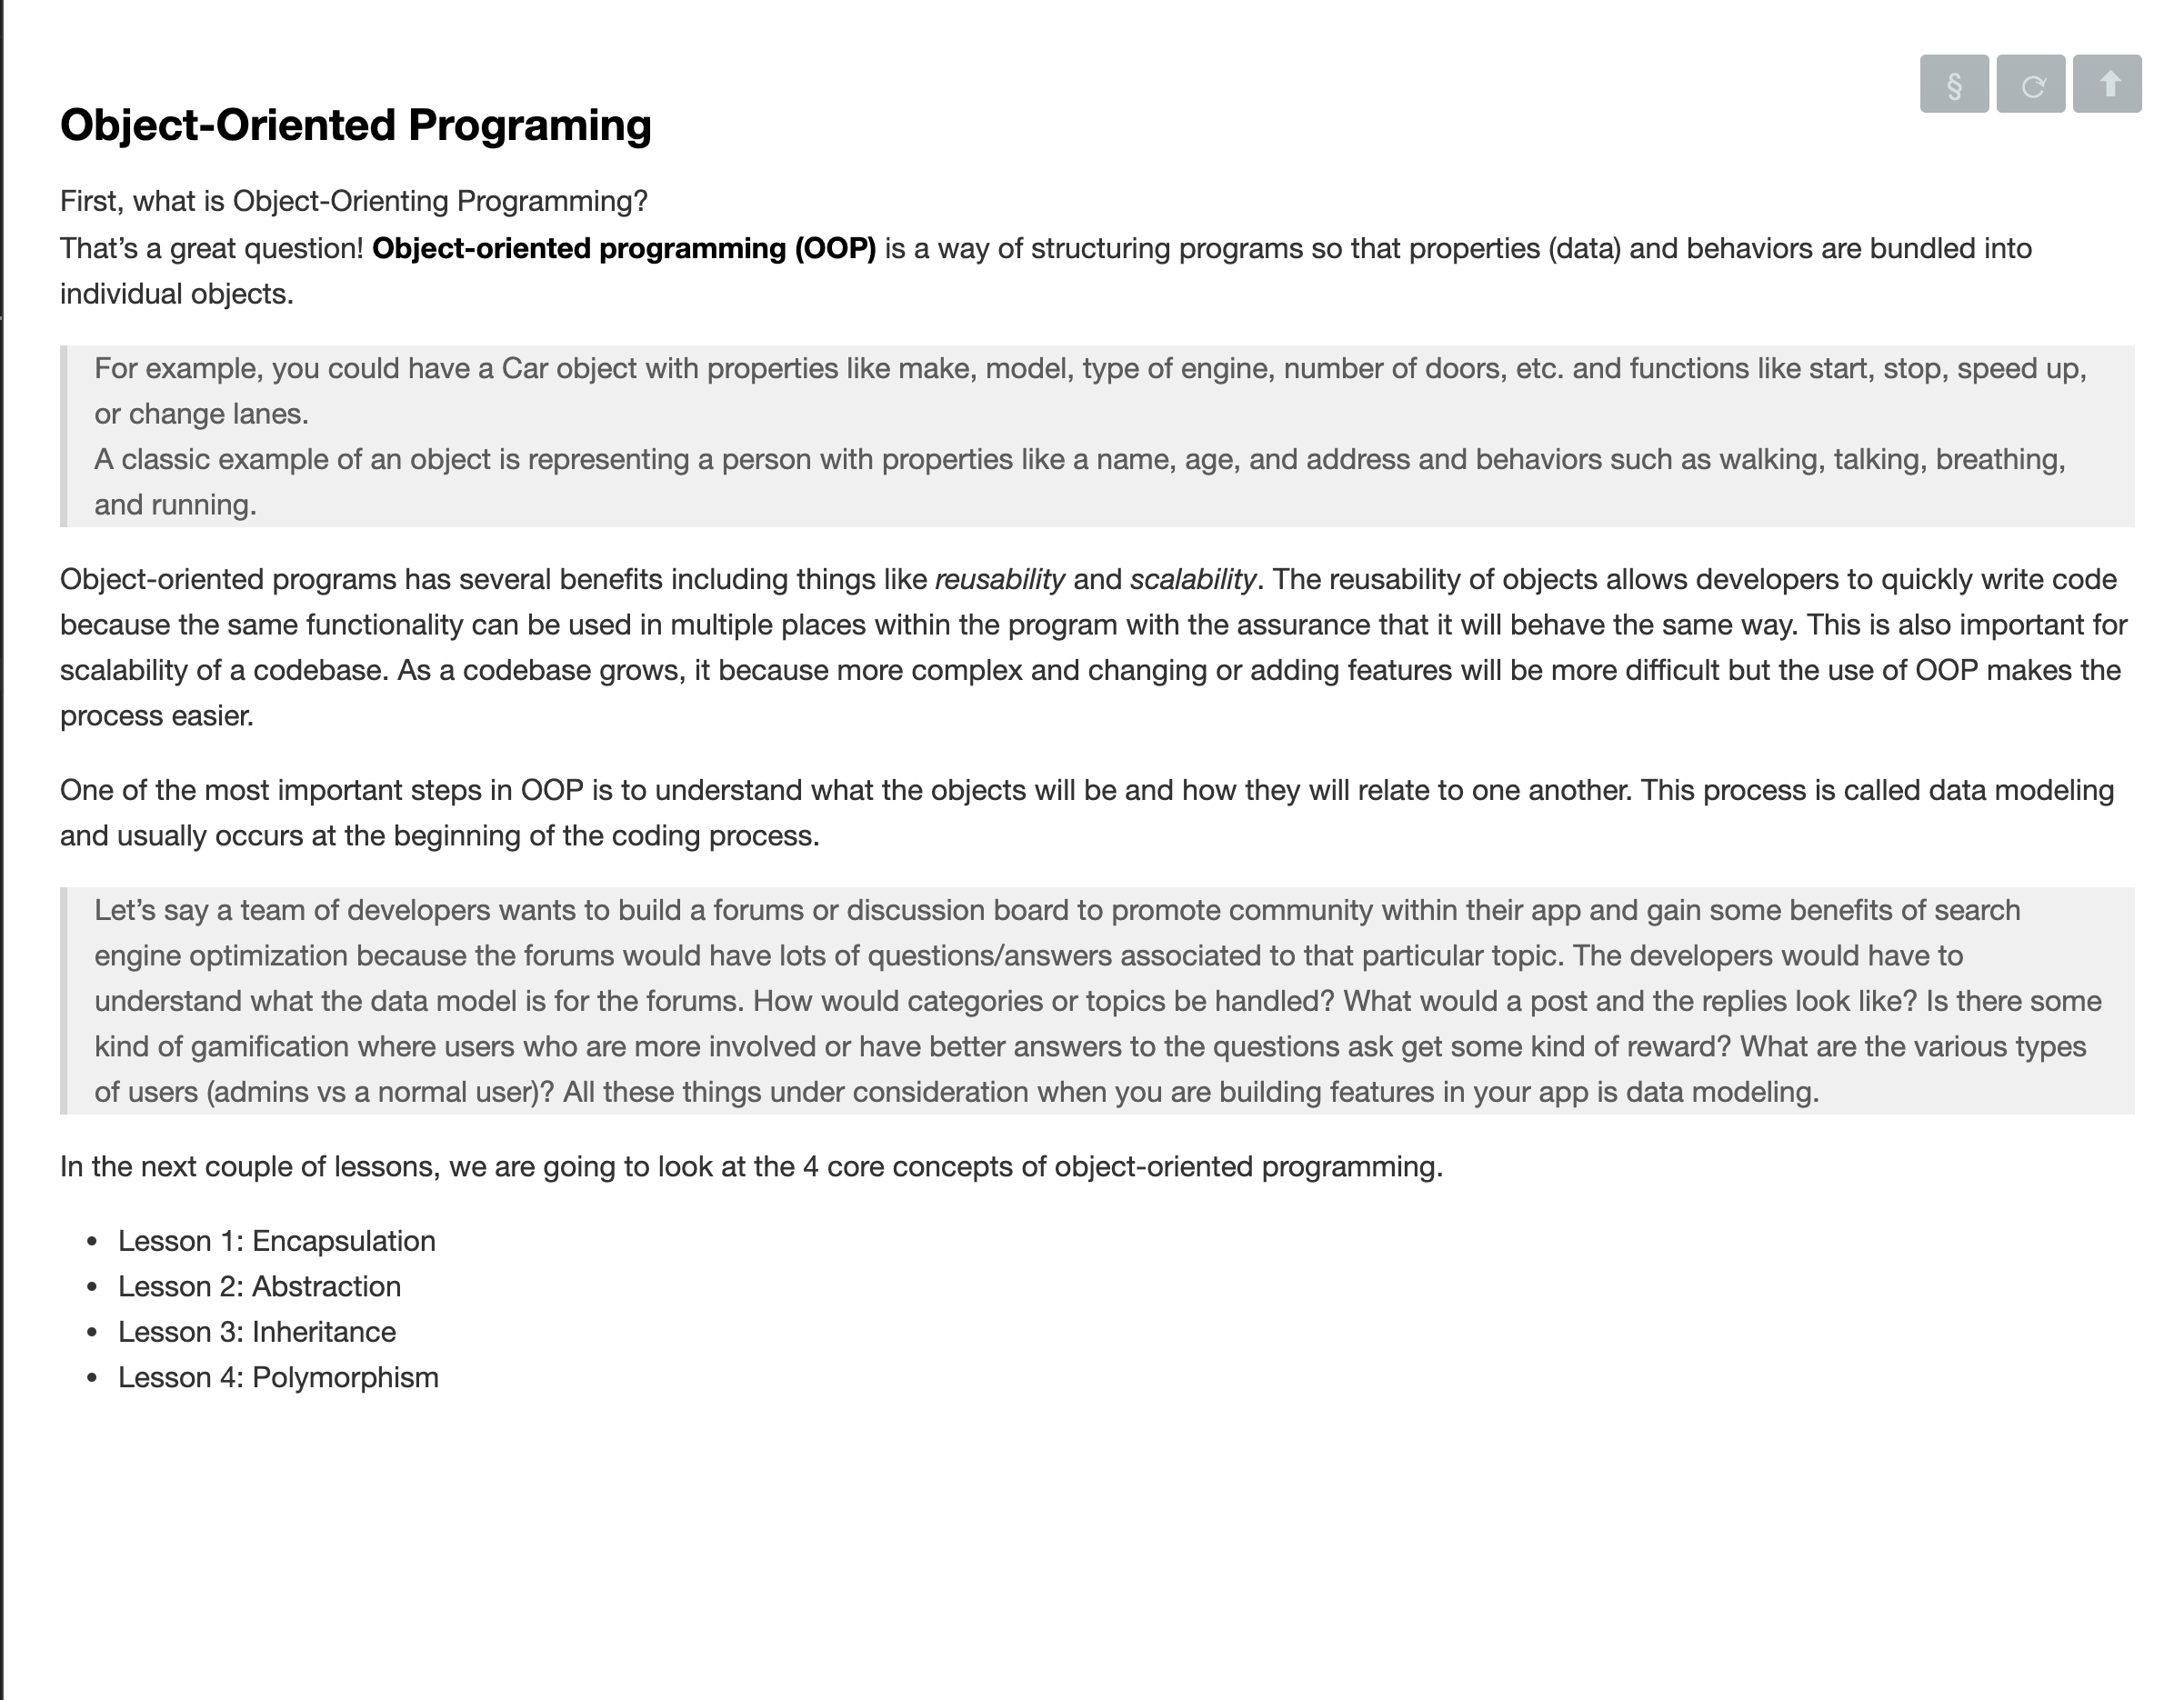 §
Object-Oriented Programing
First, what is Object-Orienting Programming?
That’s a great question! Object-oriented programming (OOP) is a way of structuring programs so that properties (data) and behaviors are bundled into
individual objects.
For example, you could have a Car object with properties like make, model, type of engine, number of doors, etc. and functions like start, stop, speed up,
or change lanes.
A classic example of an object is representing a person with properties like a name, age, and address and behaviors such as walking, talking, breathing,
and running.
Object-oriented programs has several benefits including things like reusability and scalability. The reusability of objects allows developers to quickly write code
because the same functionality can be used in multiple places within the program with the assurance that it will behave the same way. This is also important for
scalability of a codebase. As a codebase grows, it because more complex and changing or adding features will be more difficult but the use of OOP makes the
process easier.
One of the most important steps in OOP is to understand what the objects will be and how they will relate to one another. This process is called data modeling
and usually occurs at the beginning of the coding process.
Let’s say a team of developers wants to build a forums or discussion board to promote community within their app and gain some benefits of search
engine optimization because the forums would have lots of questions/answers associated to that particular topic. The developers would have to
understand what the data model is for the forums. How would categories or topics be handled? What would a post and the replies look like? Is there some
kind of gamification where users who are more involved or have better answers to the questions ask get some kind of reward? What are the various types
of users (admins vs a normal user)? All these things under consideration when you are building features in your app is data modeling.
In the next couple of lessons, we are going to look at the 4 core concepts of object-oriented programming.
• Lesson 1: Encapsulation
• Lesson 2: Abstraction
• Lesson 3: Inheritance
• Lesson 4: Polymorphism